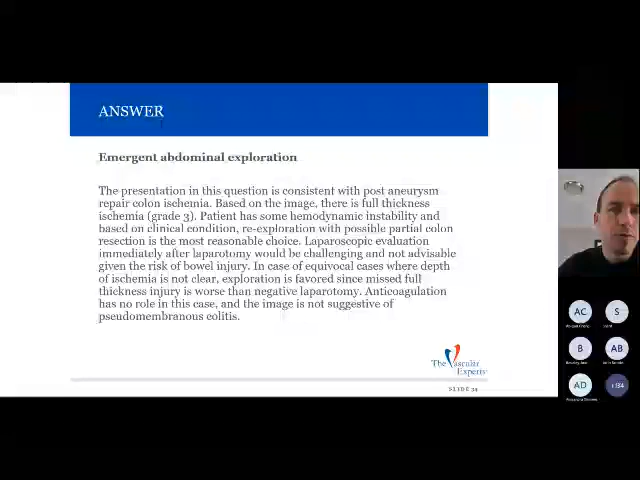 ANSWER
Emergent abdominal exploration
The presentation in this question is consistent with post aneurysm
repair colon ischemia. Based on the image, there is full thickness
ischemia (grade 3). Patient has some hemodynamic instability and
based on clinical condition, re-exploration with possible partial colon
resection is the most reasonable choice. Laparoscopic evaluation
immediately after laparotomy would be challenging and not advisable
given the risk of bowel injury. In case of equivocal cases where depth
of ischemia is not clear, exploration is favored since missed full
thickness injury is worse than negative laparotomy. Anticoagulation
has no role in this case, and the image is not suggestive of
pseudomembranous colitis.
The Vascular
Experts
SLIDE 24
AC
S
B
AB
AD